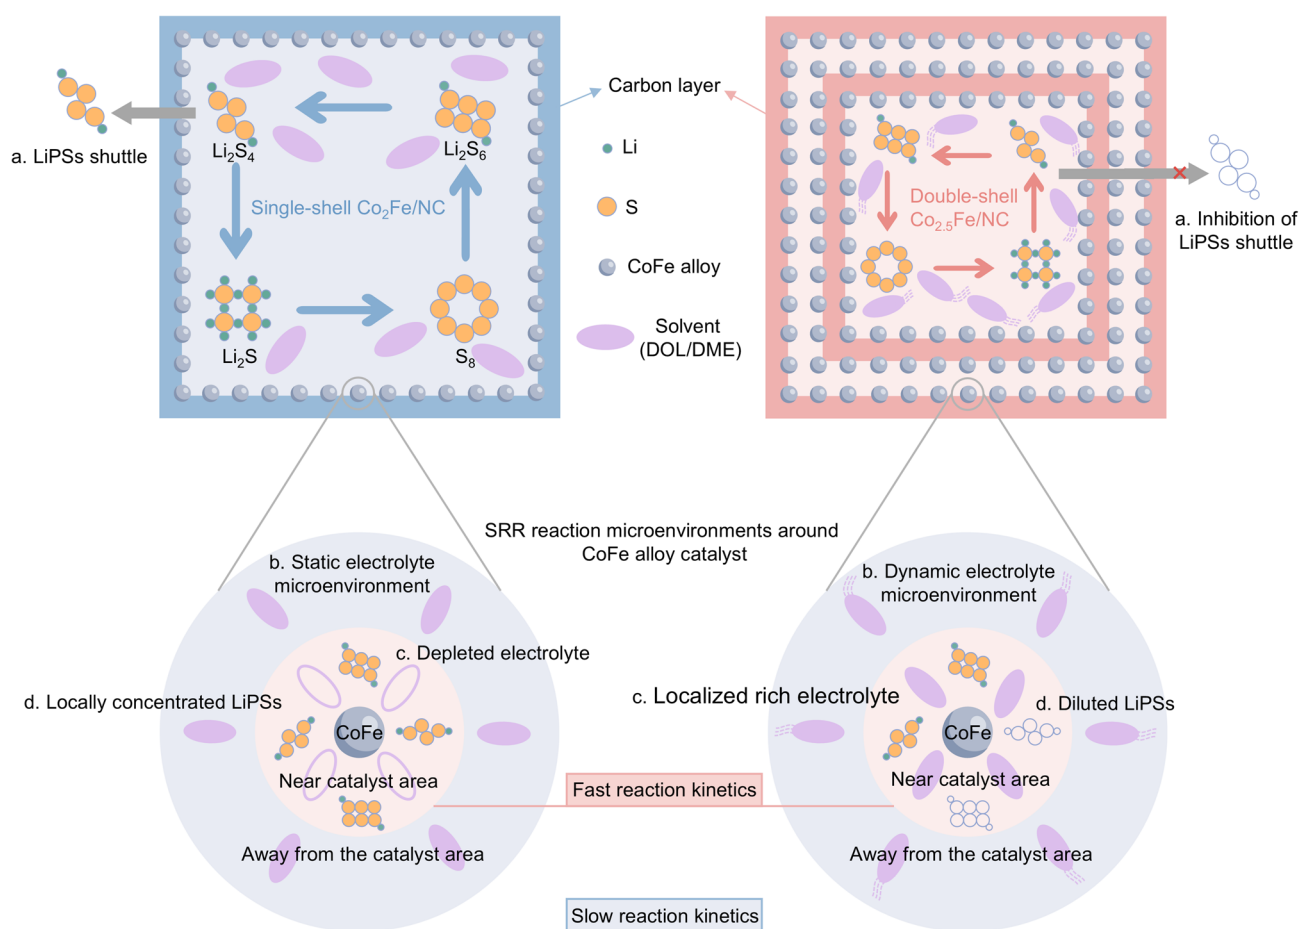 Carbon layer
a. LiPSs shuttle
Li₂S₄
Li₂S₆
Li
Single-shell Co₂Fe/NC
S
Double-shell
Co₂.₅Fe/NC
a. Inhibition of
LiPSs shuttle
CoFe alloy
Solvent
(DOL/DME)
Li₂S
S₈
SRR reaction microenvironments around
CoFe alloy catalyst
b. Static electrolyte
microenvironment
c. Depleted electrolyte
d. Locally concentrated LiPSs
CoFe
Near catalyst area
Away from the catalyst area
b. Dynamic electrolyte
microenvironment
c. Localized rich electrolyte
d. Diluted LiPSs
CoFe
Near catalyst area
Away from the catalyst area
Fast reaction kinetics
Slow reaction kinetics